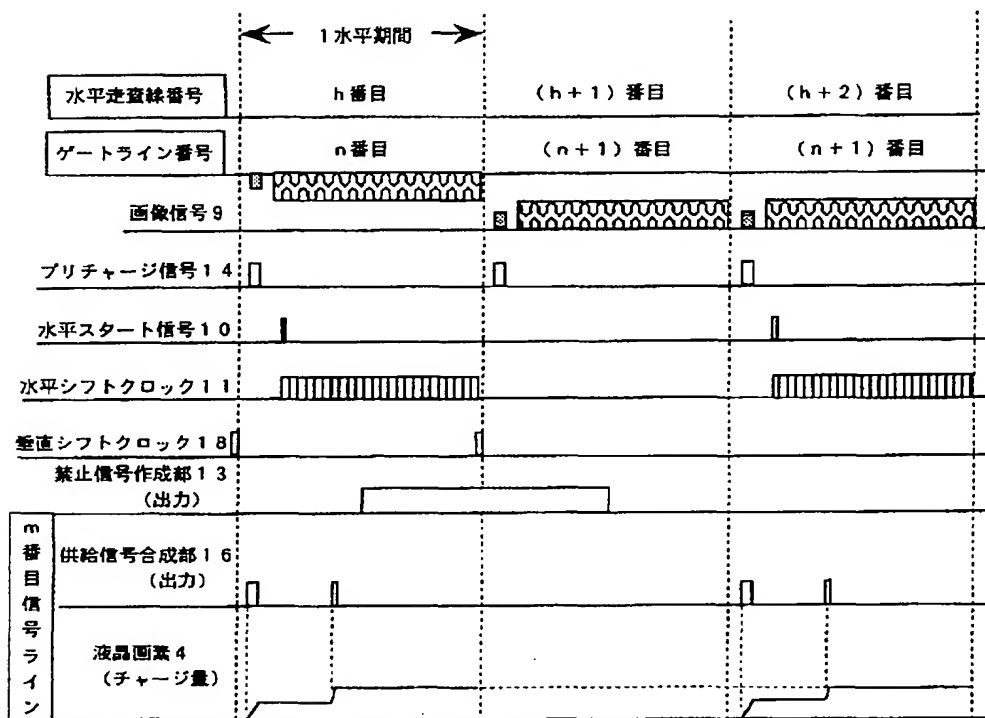 1水平期間
水平走査線番号 h番目 (h+1)番目 (h+2)番目
ゲートライン番号 n番目 (n+1)番目 (n+1)番目
画像信号9
プリチャージ信号14
水平スタート信号10
水平シフトクロック11
垂直シフトクロック18
禁止信号作成部13
(出力)
m番目信号ライン
供給信号合成部16
(出力)
液晶画素4
(チャージ量)